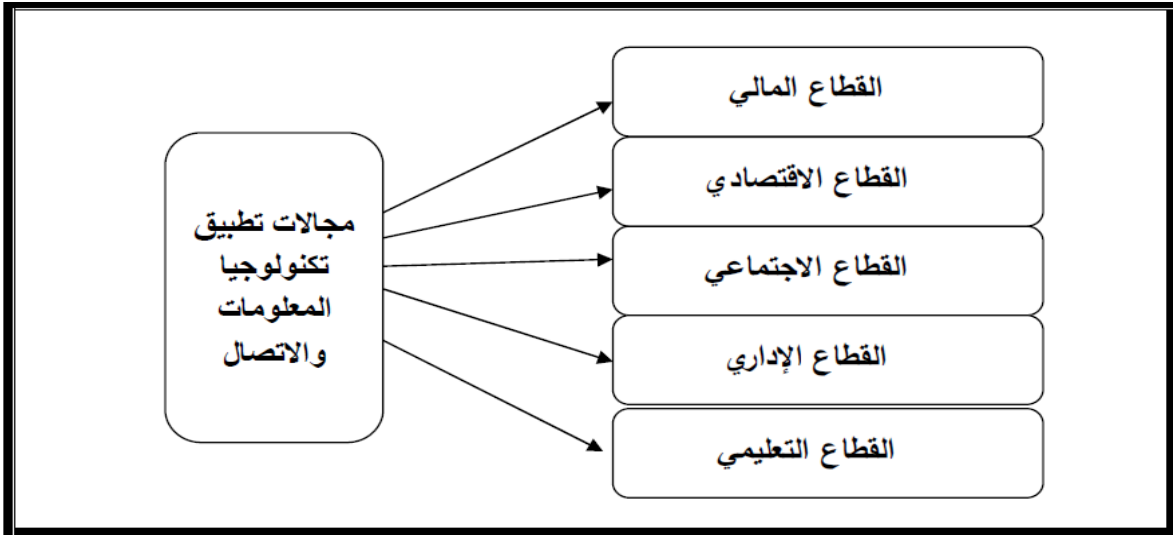 مجالات تطبيق
تكنولوجيا
المعلومات
والاتصال
القطاع المالي
القطاع الاقتصادي
القطاع الاجتماعي
القطاع الإداري
القطاع التعليمي